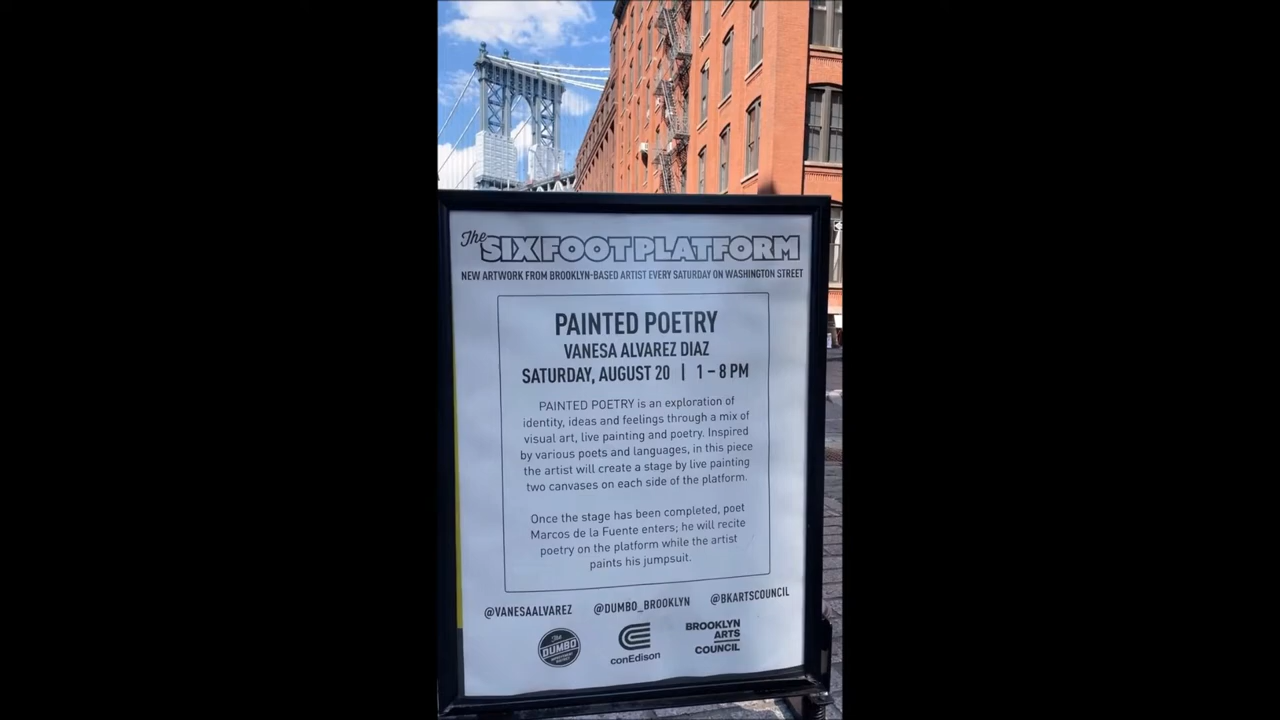 The SIX FOOT PLATFORM
NEW ARTWORK FROM BROOKLYN-BASED ARTIST EVERY SATURDAY ON WASHINGTON STREET
PAINTED POETRY
VANESA ALVAREZ DIAZ
SATURDAY, AUGUST 20 | 1 – 8 PM
PAINTED POETRY is an exploration of
identity, ideas and feelings through a mix of
visual art, live painting and poetry. Inspired
by various poets and languages, in this piece
the artist will create a stage by live painting
two canvases on each side of the platform.
Once the stage has been completed, poet
Marcos de la Fuente enters; he will recite
poetry on the platform while the artist
paints his jumpsuit.
@VANESAALVAREZ @DUMBO_BROOKLYN @BKARTSCOUNCIL
The DUMBO
conEdison
BROOKLYN
ARTS
COUNCIL